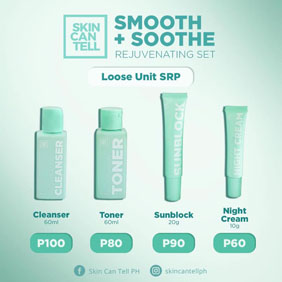 SKIN
CAN
TELL
SMOOTH
+ SOOTHE
REJUVENATING SET
Loose Unit SRP
CLEANSER
TONER
SUNBLOCK
NIGHT CREAM
Cleanser
60ml
Toner
60ml
Sunblock
20g
Night
Cream
10g
P100
P80
P90
P60
Skin Can Tell PH
skincantellph